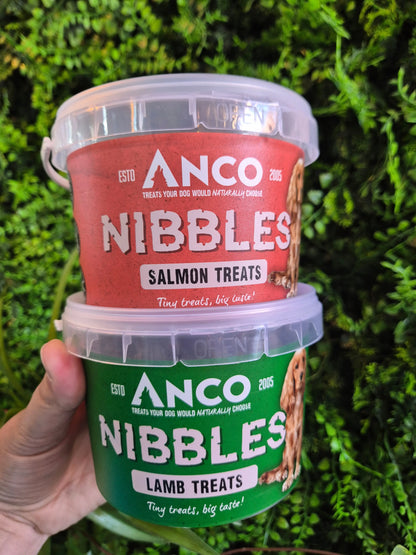 OPEN
ESTD ANCO 2005
TREATS YOUR DOG WOULD NATURALLY CHOOSE
NIBBLES
SALMON TREATS
Tiny treats, big taste!
OPEN
ESTD ANCO 2005
TREATS YOUR DOG WOULD NATURALLY CHOOSE
NIBBLES
LAMB TREATS
Tiny treats, big taste!